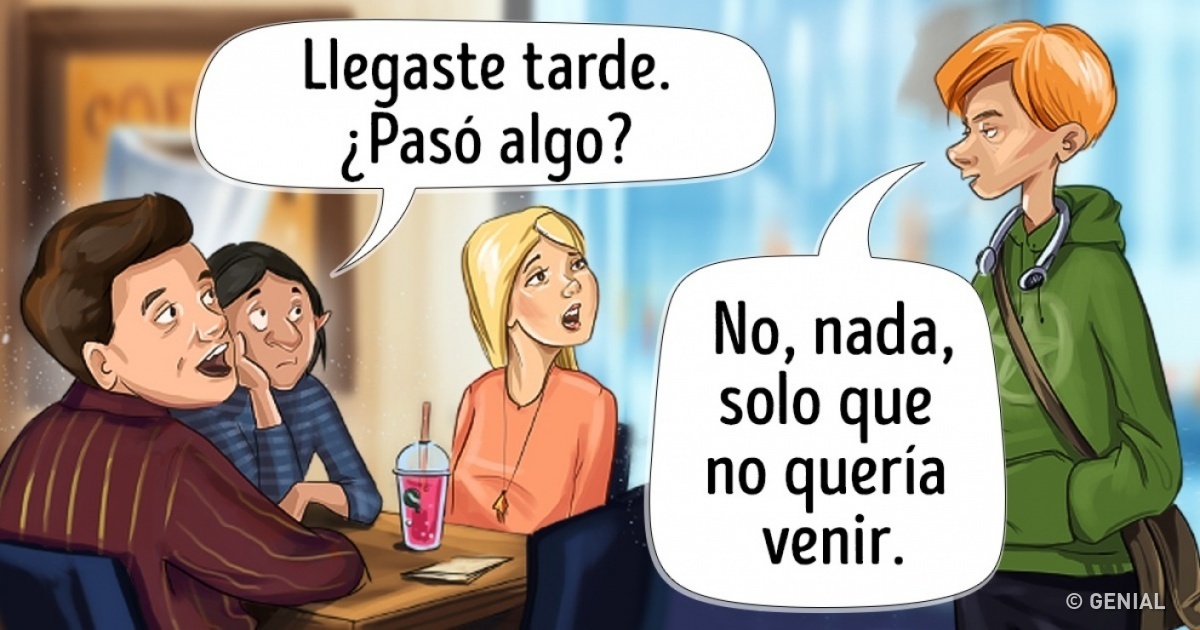 Llegaste tarde.
¿Pasó algo?
No, nada,
solo que
no quería
venir.
© GENIAL